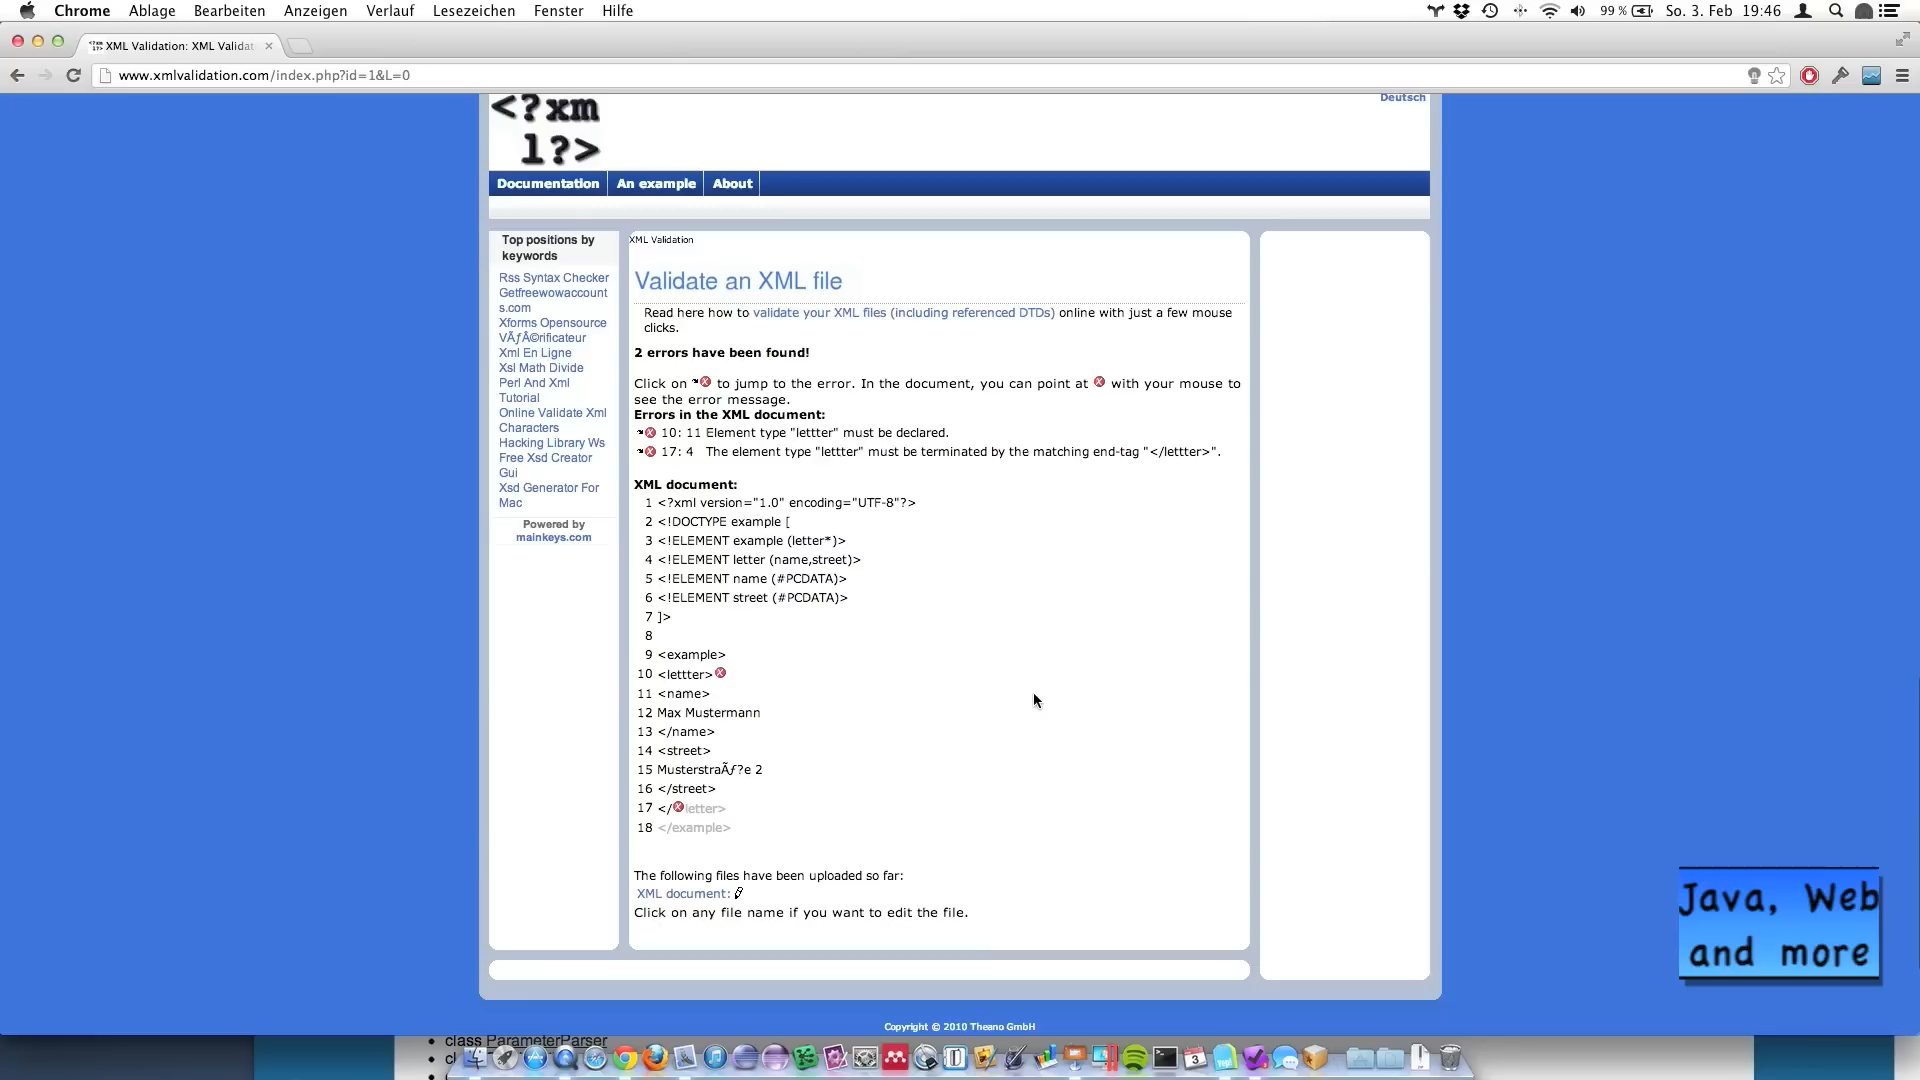 Chrome Ablage Bearbeiten Anzeigen Verlauf Lesezeichen Fenster Hilfe 99 % So. 3. Feb 19:46
XML Validation: XML Validat
www.xmlvalidation.com/index.php?id=1&L=0
Deutsch
<?xm
l?>
Documentation An example About
Top positions by
keywords
Rss Syntax Checker
Getfreewowaccount
s.com
Xforms Opensource
VÃƒÂ©rificateur
Xml En Ligne
Xsl Math Divide
Perl And Xml
Tutorial
Online Validate Xml
Characters
Hacking Library Ws
Free Xsd Creator
Gui
Xsd Generator For
Mac
Powered by
mainkeys.com
XML Validation
Validate an XML file
Read here how to validate your XML files (including referenced DTDs) online with just a few mouse
clicks.
2 errors have been found!
Click on to jump to the error. In the document, you can point at with your mouse to
see the error message.
Errors in the XML document:
10: 11 Element type "lettter" must be declared.
17: 4 The element type "lettter" must be terminated by the matching end-tag "</lettter>".
XML document:
1 <?xml version="1.0" encoding="UTF-8"?>
2 <!DOCTYPE example [
3 <!ELEMENT example (letter*)>
4 <!ELEMENT letter (name,street)>
5 <!ELEMENT name (#PCDATA)>
6 <!ELEMENT street (#PCDATA)>
7 ]>
8
9 <example>
10 <lettter>
11 <name>
12 Max Mustermann
13 </name>
14 <street>
15 MusterstraÃƒ?e 2
16 </street>
17 </letter>
18 </example>
The following files have been uploaded so far:
XML document:
Click on any file name if you want to edit the file.
Java, Web
and more
Copyright © 2010 Theano GmbH
class ParameterParser